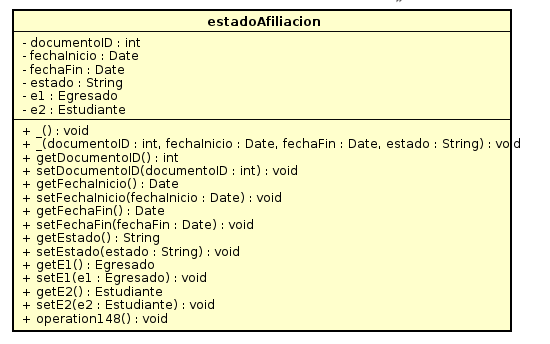 estadoAfiliacion
- documentoID : int
- fechaInicio : Date
- fechaFin : Date
- estado : String
- e1 : Egresado
- e2 : Estudiante
+ _() : void
+ _(documentoID : int, fechaInicio : Date, fechaFin : Date, estado : String) : void
+ getDocumentoID() : int
+ setDocumentoID(documentoID : int) : void
+ getFechaInicio() : Date
+ setFechaInicio(fechaInicio : Date) : void
+ getFechaFin() : Date
+ setFechaFin(fechaFin : Date) : void
+ getEstado() : String
+ setEstado(estado : String) : void
+ getE1() : Egresado
+ setE1(e1 : Egresado) : void
+ getE2() : Estudiante
+ setE2(e2 : Estudiante) : void
+ operation148() : void